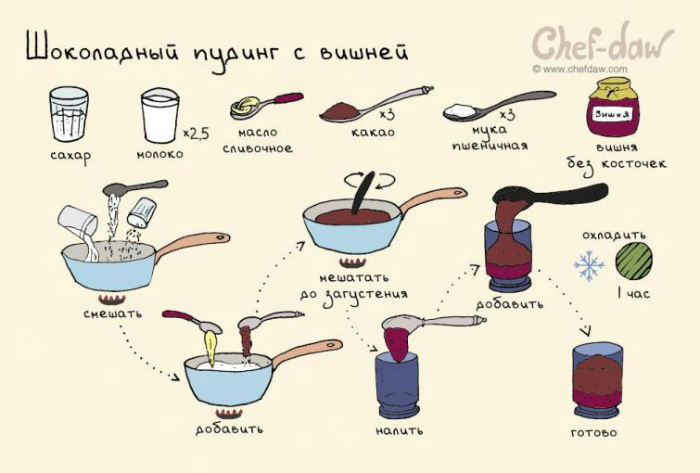 Шоколадный пудинг с вишней
Chef-daw
© www.chefdaw.com
сахар
молоко
x2,5
масло
сливочное
x3
какао
x3
мука
пшеничная
Вишня
вишня
без косточек
смешать
добавить
мешатать
до загустения
налить
добавить
охладить
1 час
готово